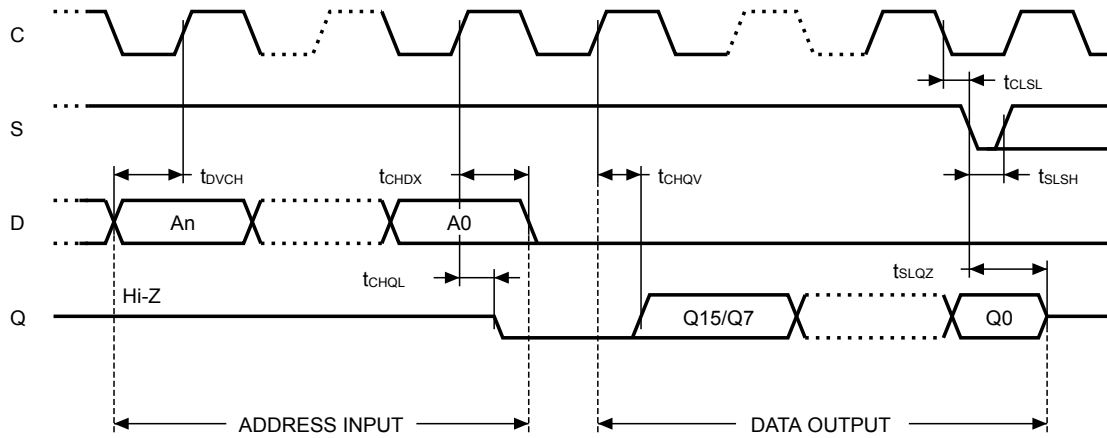 C
tCLSL
S
tDVCH
tCHDX
tCHQV
tSLSH
D
An
A0
tCHQL
tSLQZ
Hi-Z
Q
Q15/Q7
Q0
ADDRESS INPUT
DATA OUTPUT